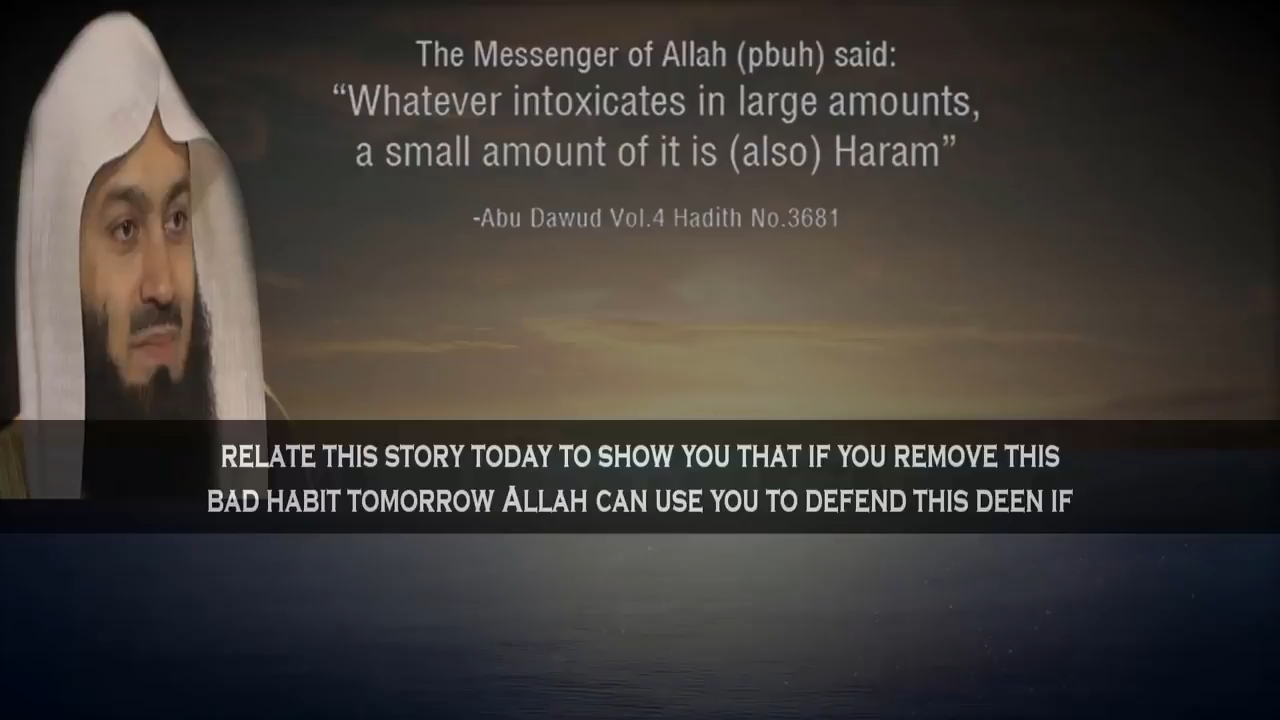 The Messenger of Allah (pbuh) said:
“Whatever intoxicates in large amounts,
a small amount of it is (also) Haram”
-Abu Dawud Vol.4 Hadith No.3681
RELATE THIS STORY TODAY TO SHOW YOU THAT IF YOU REMOVE THIS
BAD HABIT TOMORROW ALLAH CAN USE YOU TO DEFEND THIS DEEN IF